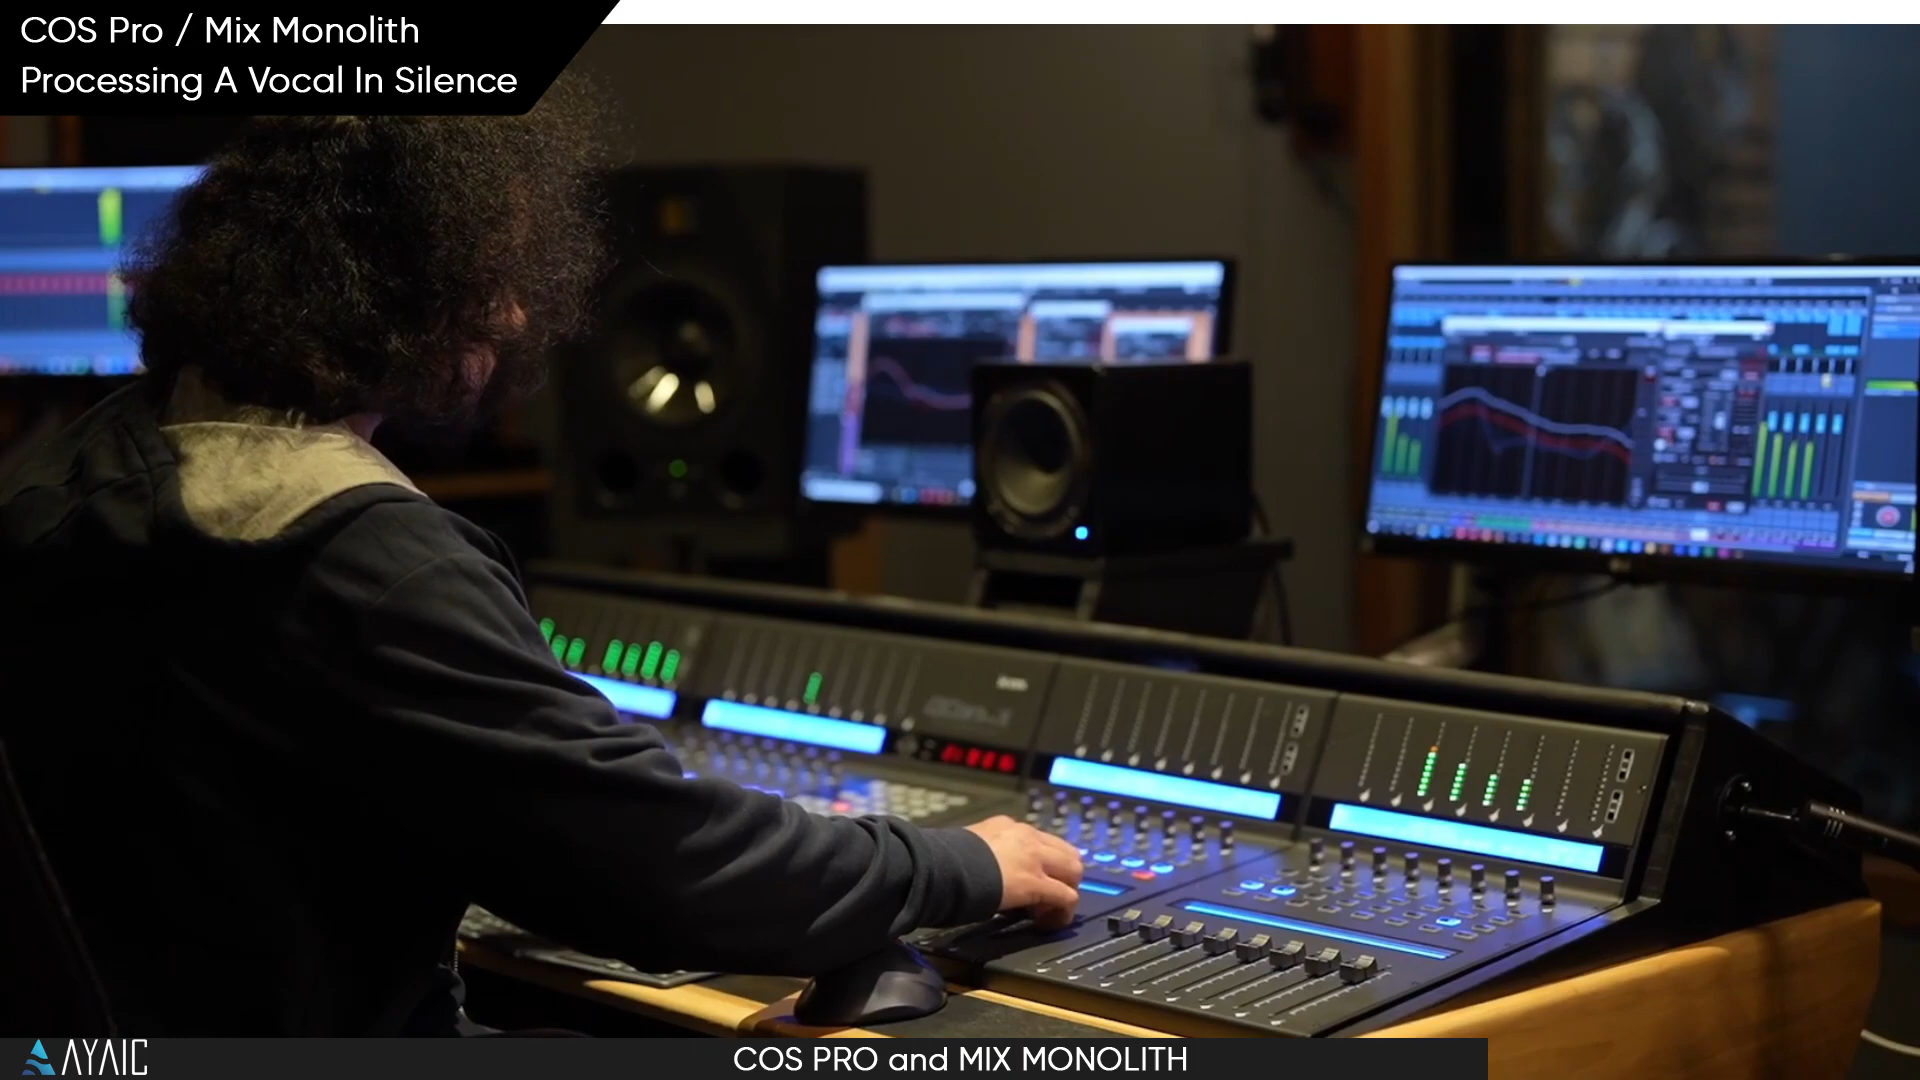 COS Pro / Mix Monolith
Processing A Vocal In Silence
AYAIC
COS PRO and MIX MONOLITH